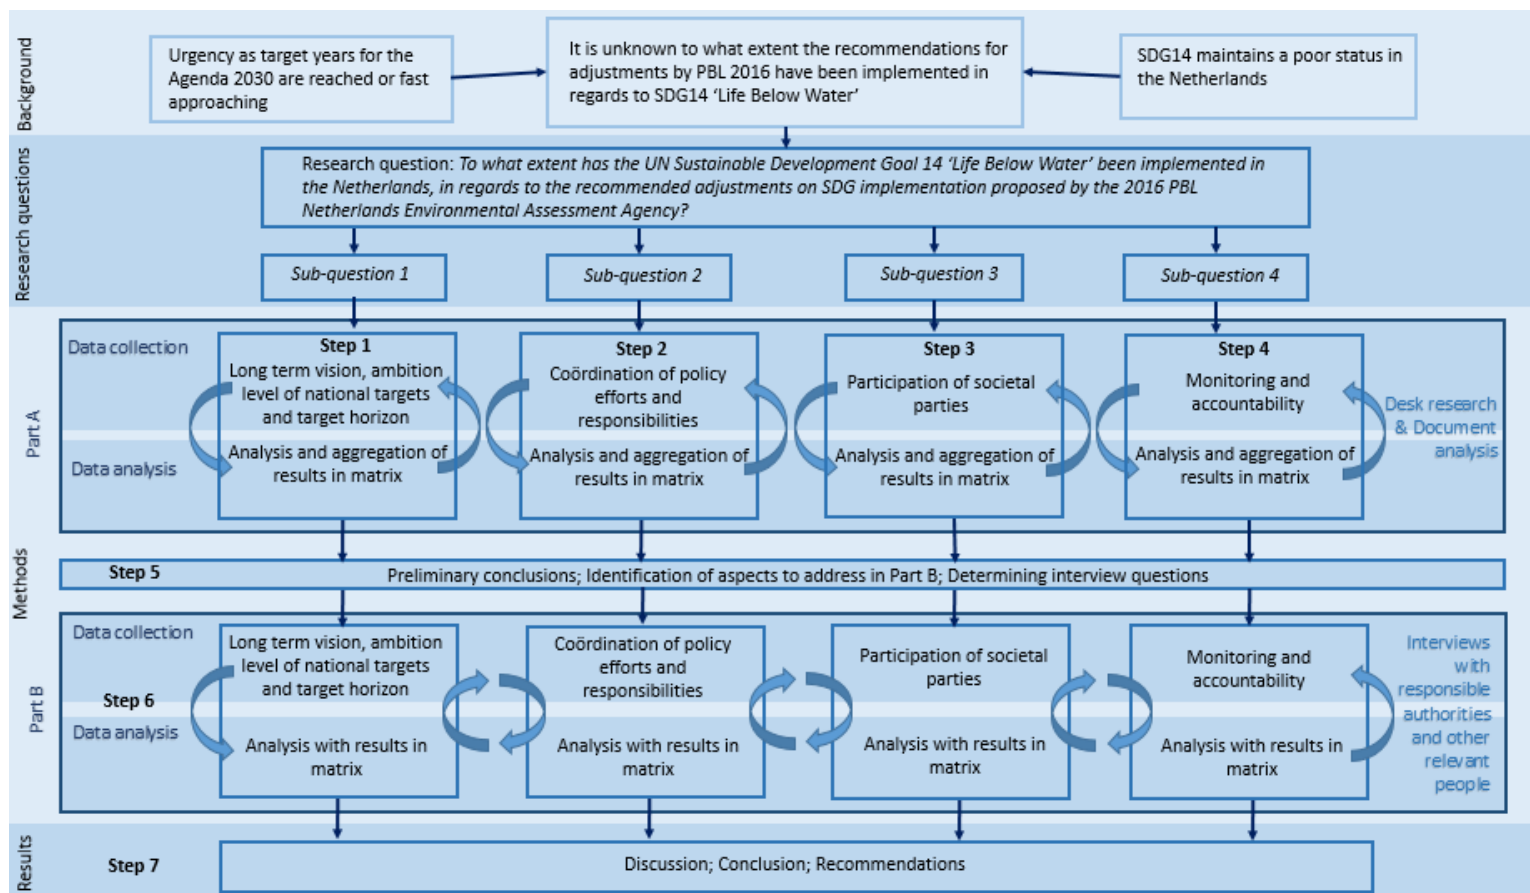 Background
Urgency as target years for the
Agenda 2030 are reached or fast
approaching
It is unknown to what extent the recommendations for
adjustments by PBL 2016 have been implemented in
regards to SDG14 ‘Life Below Water’
SDG14 maintains a poor status in
the Netherlands
Research questions
Research question: To what extent has the UN Sustainable Development Goal 14 ‘Life Below Water’ been implemented in
the Netherlands, in regards to the recommended adjustments on SDG implementation proposed by the 2016 PBL
Netherlands Environmental Assessment Agency?
Sub-question 1
Sub-question 2
Sub-question 3
Sub-question 4
Methods
Part A
Data collection
Data analysis
Step 1
Long term vision, ambition
level of national targets
and target horizon
Analysis and aggregation of
results in matrix
Step 2
Coördination of policy
efforts and
responsibilities
Analysis and aggregation of
results in matrix
Step 3
Participation of societal
parties
Analysis and aggregation of
results in matrix
Step 4
Monitoring and
accountability
Analysis and aggregation of
results in matrix
Desk research
& Document
analysis
Step 5
Preliminary conclusions; Identification of aspects to address in Part B; Determining interview questions
Part B
Data collection
Step 6
Data analysis
Long term vision, ambition
level of national targets
and target horizon
Analysis with results in
matrix
Coördination of policy
efforts and
responsibilities
Analysis with results in
matrix
Participation of societal
parties
Analysis with results in
matrix
Monitoring and
accountability
Analysis with results in
matrix
Interviews
with
responsible
authorities
and other
relevant
people
Results
Step 7
Discussion; Conclusion; Recommendations